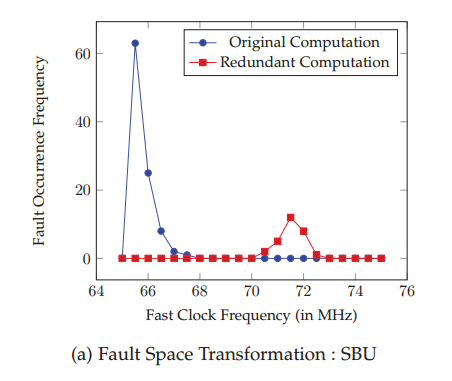 Original Computation
Redundant Computation
Fault Occurrence Frequency
60
40
20
0
64 66 68 70 72 74 76
Fast Clock Frequency (in MHz)
(a) Fault Space Transformation : SBU